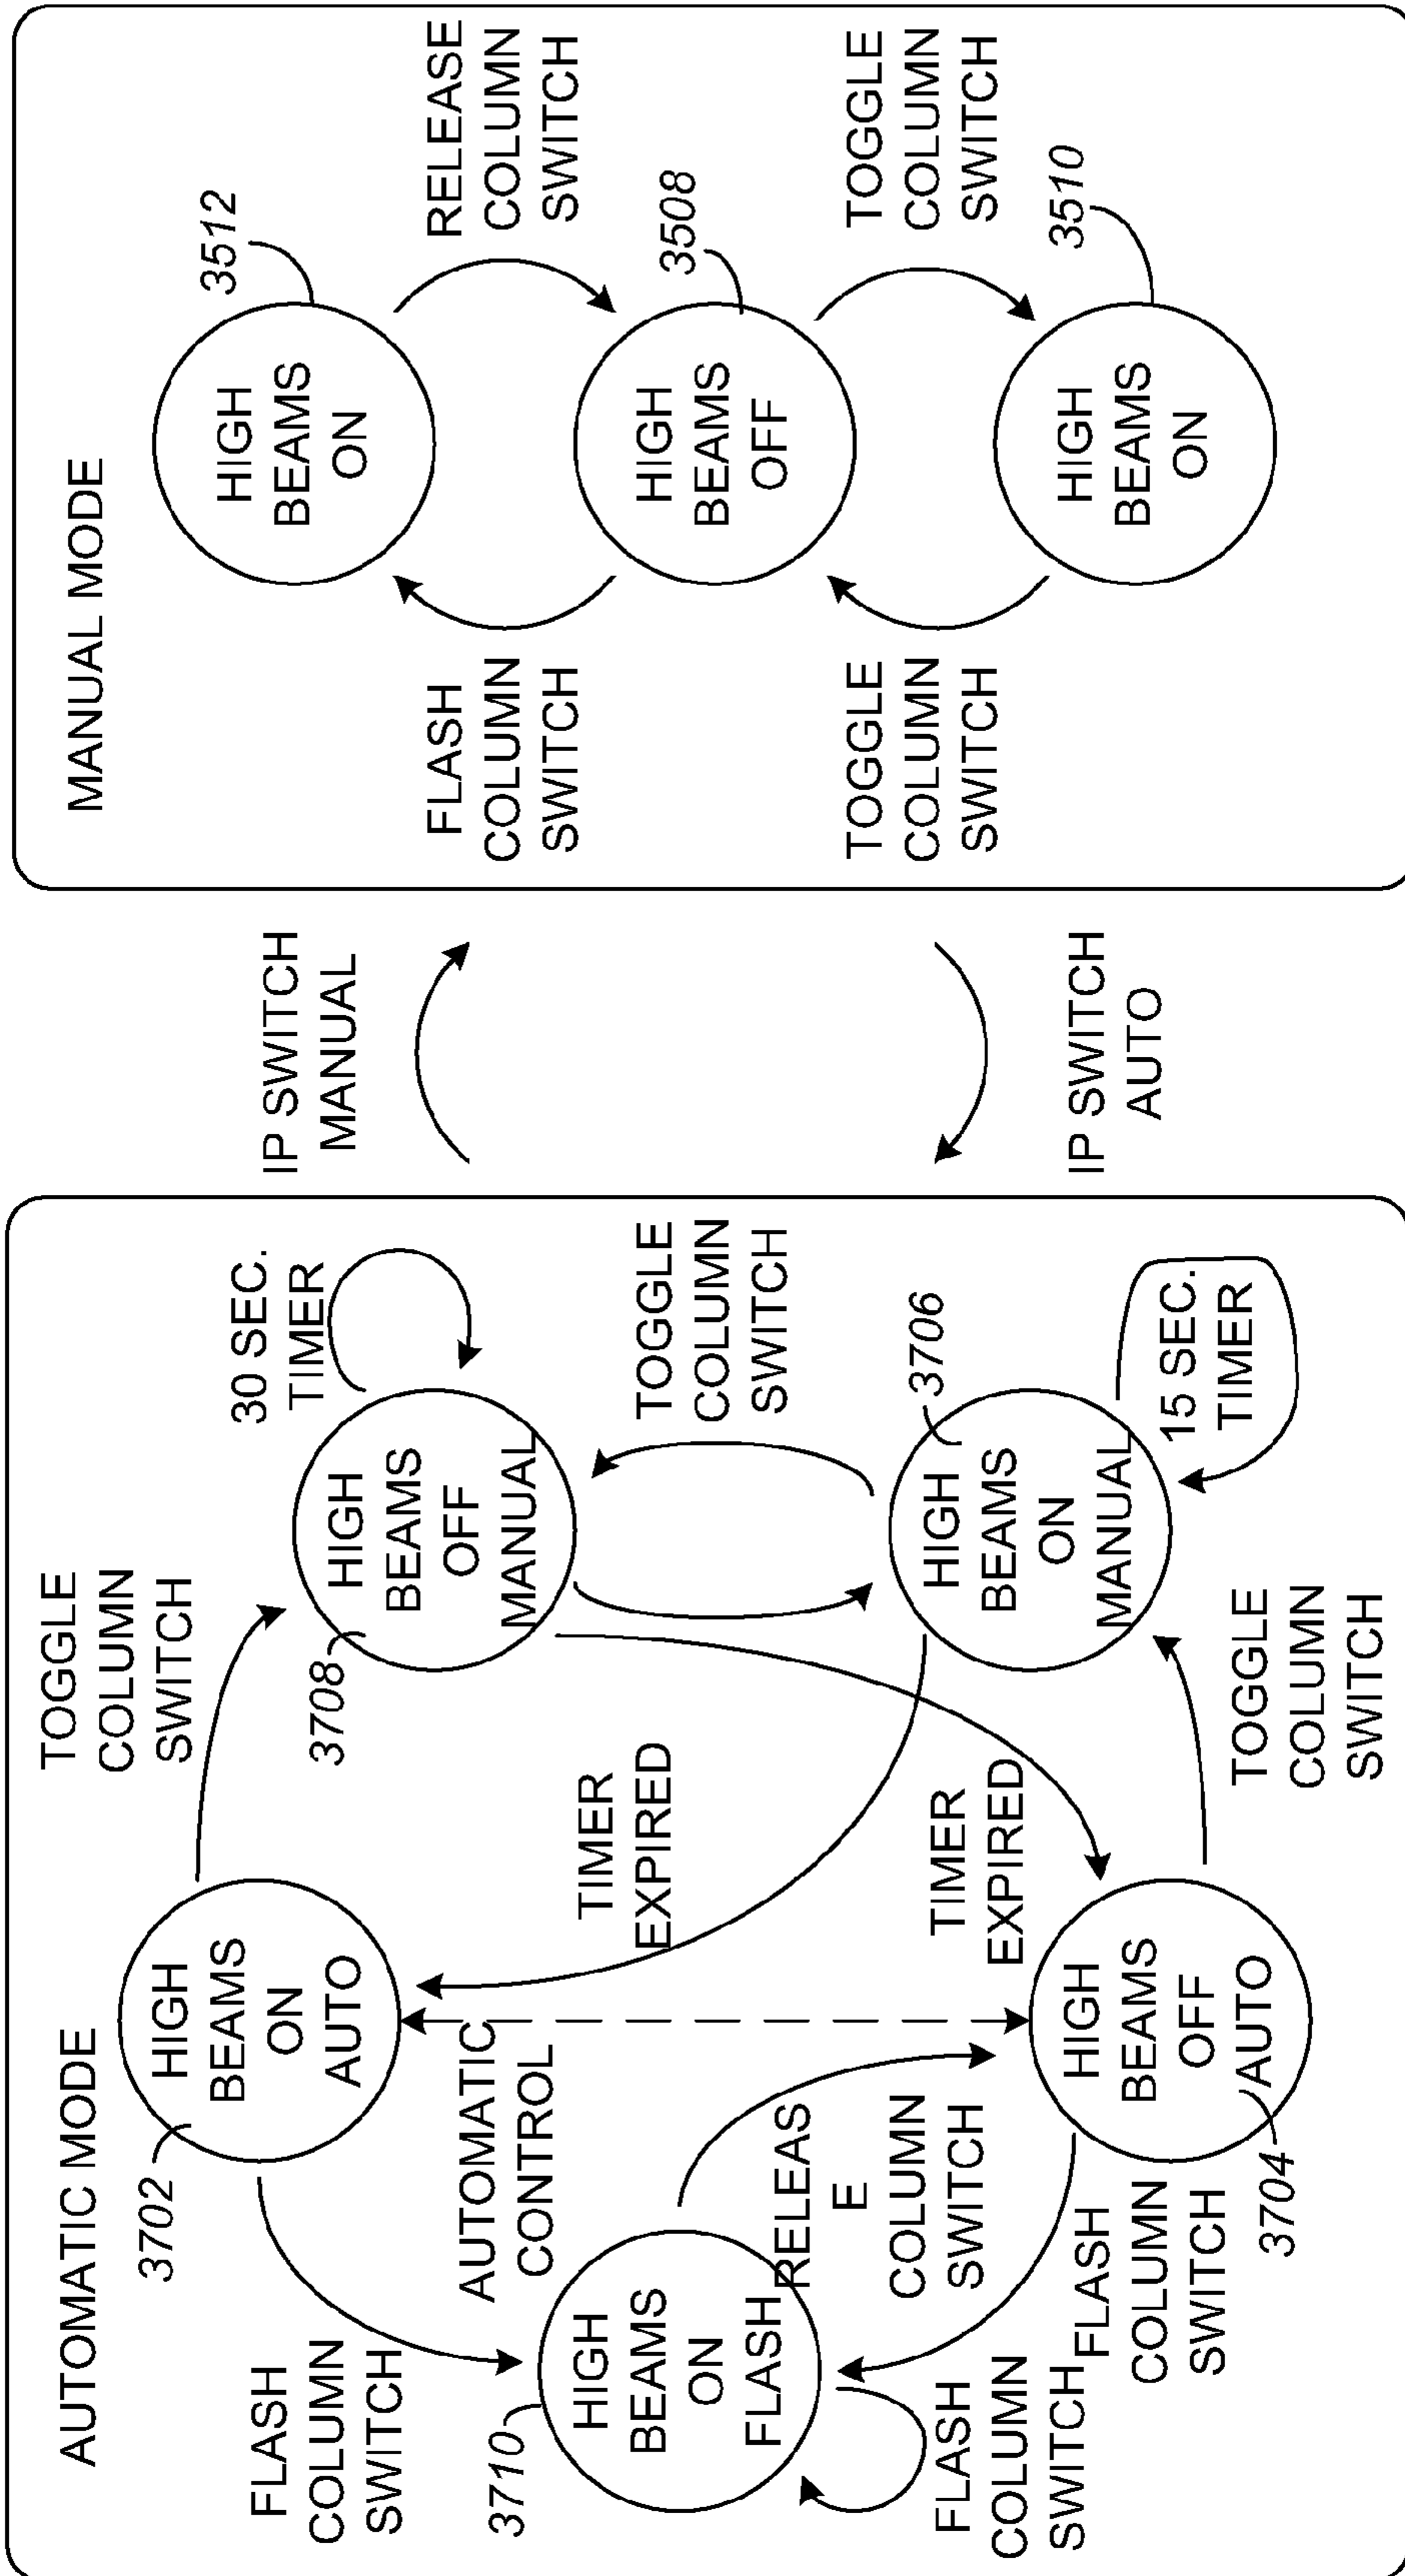 AUTOMATIC MODE
3702
HIGH
BEAMS
ON
AUTO
TOGGLE
COLUMN
SWITCH
30 SEC.
TIMER
3708
HIGH
BEAMS
OFF
MANUAL
FLASH
COLUMN
SWITCH
AUTOMATIC
CONTROL
TIMER
EXPIRED
TOGGLE
COLUMN
SWITCH
3710
HIGH
BEAMS
ON
FLASH
RELEAS
E
COLUMN
SWITCH
TIMER
EXPIRED
3706
HIGH
BEAMS
ON
MANUAL
15 SEC.
TIMER
FLASH
COLUMN
SWITCH
FLASH
COLUMN
SWITCH
3704
HIGH
BEAMS
OFF
AUTO
TOGGLE
COLUMN
SWITCH
IP SWITCH
MANUAL
IP SWITCH
AUTO
MANUAL MODE
3512
HIGH
BEAMS
ON
FLASH
COLUMN
SWITCH
RELEASE
COLUMN
SWITCH
3508
HIGH
BEAMS
OFF
TOGGLE
COLUMN
SWITCH
TOGGLE
COLUMN
SWITCH
3510
HIGH
BEAMS
ON